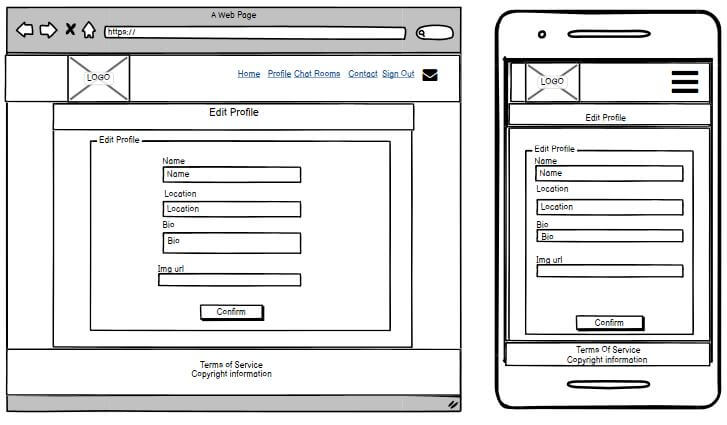 A Web Page
https://
LOGO
Home Profile Chat Rooms Contact Sign Out
Edit Profile
Edit Profile
Name
Name
Location
Location
Bio
Bio
Img url
Confirm
Terms of Service
Copyright information
LOGO
Edit Profile
Edit Profile
Name
Name
Location
Location
Bio
Bio
Img url
Confirm
Terms Of Service
Copyright information